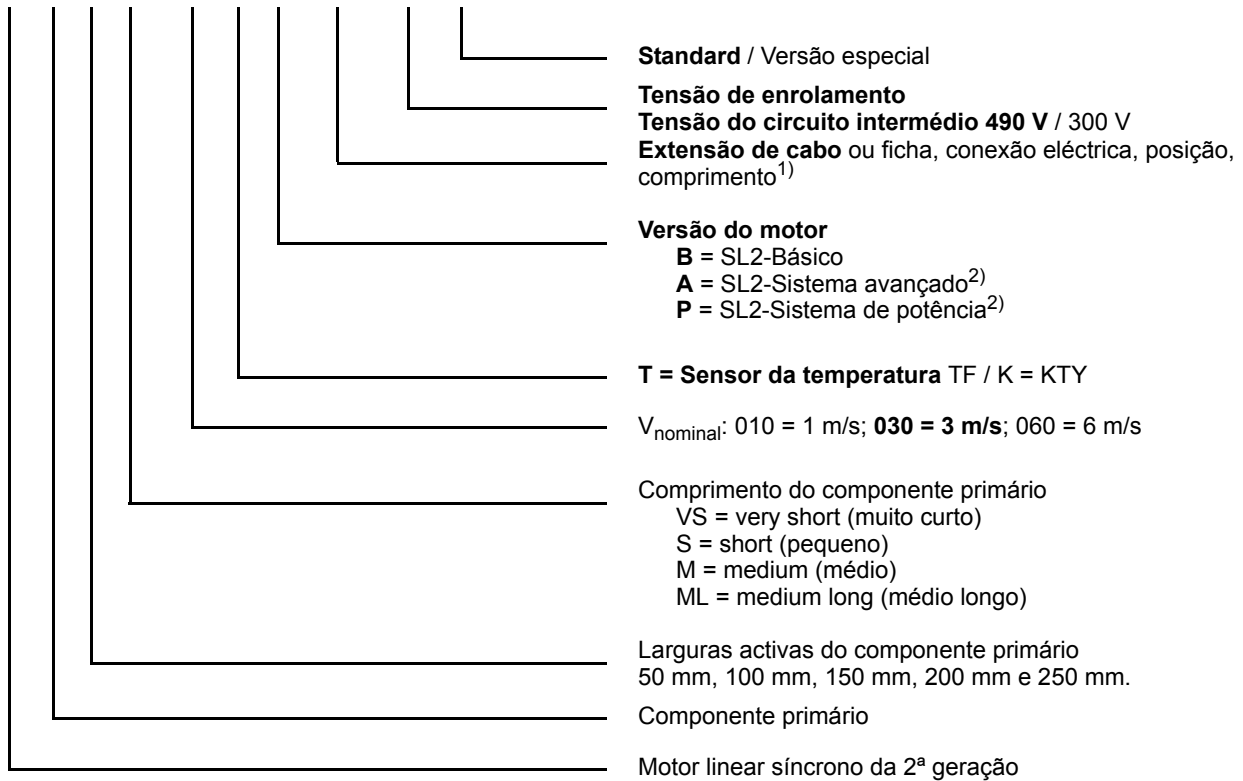 Standard / Versão especial
Tensão de enrolamento
Tensão do circuito intermédio 490 V / 300 V
Extensão de cabo ou ficha, conexão eléctrica, posição,
comprimento1)
Versão do motor
B = SL2-Básico
A = SL2-Sistema avançado2)
P = SL2-Sistema de potência2)
T = Sensor da temperatura TF / K = KTY
Vnominal: 010 = 1 m/s; 030 = 3 m/s; 060 = 6 m/s
Comprimento do componente primário
VS = very short (muito curto)
S = short (pequeno)
M = medium (médio)
ML = medium long (médio longo)
Larguras activas do componente primário
50 mm, 100 mm, 150 mm, 200 mm e 250 mm.
Componente primário
Motor linear síncrono da 2ª geração